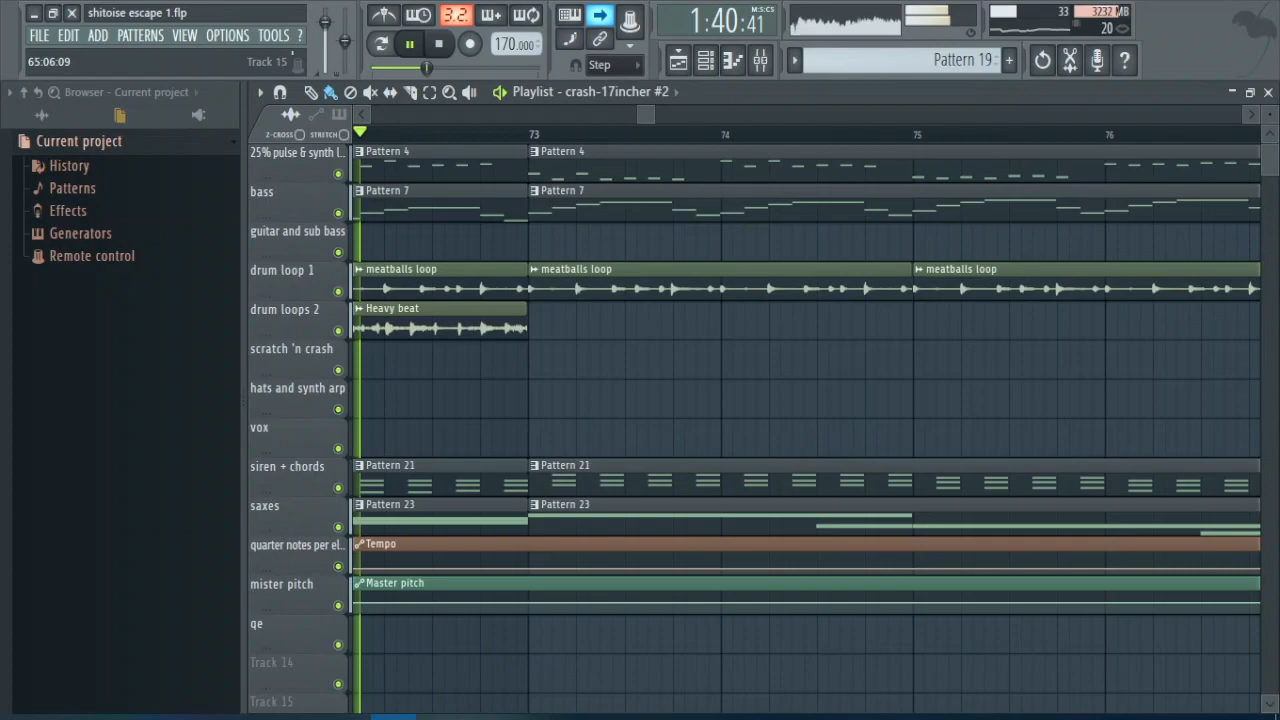 shitoise escape 1.flp
FILE EDIT ADD PATTERNS VIEW OPTIONS TOOLS ?
65:06:09 Track 15
3.2
170.000
Step
1:40:41 M:S:CS
33 3232 MB
20
Pattern 19
Browser - Current project
Playlist - crash-17incher #2
Current project
History
Patterns
Effects
Generators
Remote control
Z-CROSS STRETCH
73 74 75 76
25% pulse & synth l... Pattern 4 Pattern 4
bass Pattern 7 Pattern 7
guitar and sub bass
drum loop 1 meatballs loop meatballs loop meatballs loop
drum loops 2 Heavy beat
scratch 'n crash
hats and synth arp
vox
siren + chords Pattern 21 Pattern 21
saxes Pattern 23 Pattern 23
quarter notes per el... Tempo
mister pitch Master pitch
qe
Track 14
Track 15